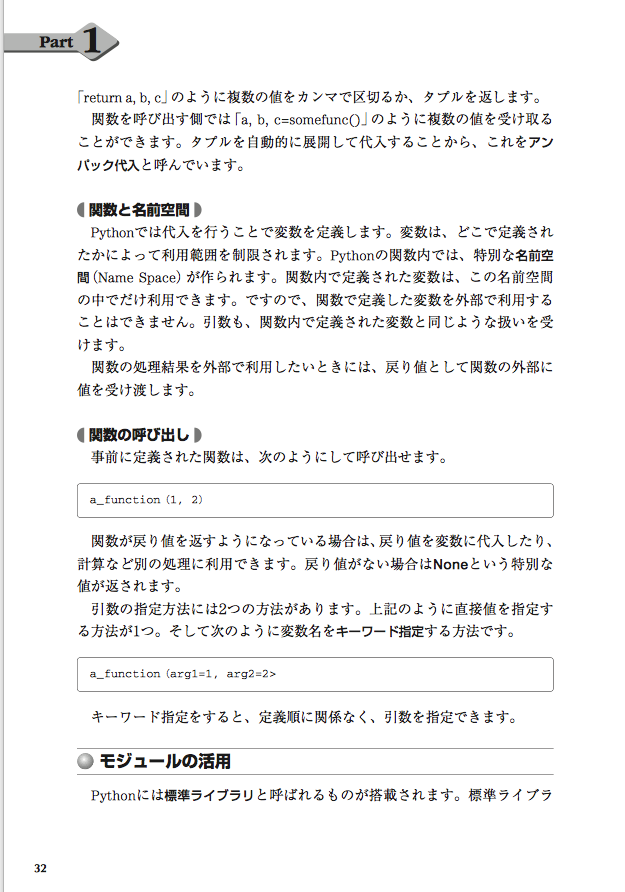 Part 1
「return a, b, c」のように複数の値をカンマで区切るか、タプルを返します。
関数を呼び出す側では「a, b, c=somefunc()」のように複数の値を受け取る
ことができます。タプルを自動的に展開して代入することから、これをアン
パック代入と呼んでいます。
関数と名前空間
Pythonでは代入を行うことで変数を定義します。変数は、どこで定義され
たかによって利用範囲を制限されます。Pythonの関数内では、特別な名前空
間（Name Space）が作られます。関数内で定義された変数は、この名前空間
の中でだけ利用できます。ですので、関数で定義した変数を外部で利用する
ことはできません。引数も、関数内で定義された変数と同じような扱いを受
けます。
関数の処理結果を外部で利用したいときには、戻り値として関数の外部に
値を受け渡します。
関数の呼び出し
事前に定義された関数は、次のようにして呼び出せます。
a_function（1, 2）
関数が戻り値を返すようになっている場合は、戻り値を変数に代入したり、
計算など別の処理に利用できます。戻り値がない場合はNoneという特別な
値が返されます。
引数の指定方法には2つの方法があります。上記のように直接値を指定す
る方法が1つ。そして次のように変数名をキーワード指定する方法です。
a_function（arg1=1, arg2=2>
キーワード指定をすると、定義順に関係なく、引数を指定できます。
モジュールの活用
Pythonには標準ライブラリと呼ばれるものが搭載されます。標準ライブラ
32